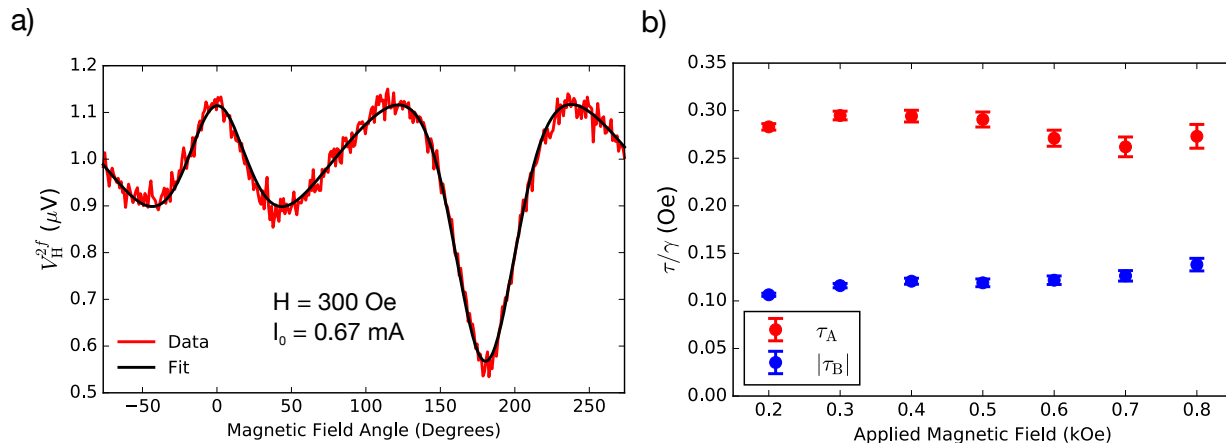 a)
1.2
1.1
1.0
0.9
0.8
0.7
0.6
0.5
V_H^{2f} (μV)
H = 300 Oe
I₀ = 0.67 mA
Data
Fit
−50 0 50 100 150 200 250
Magnetic Field Angle (Degrees)
b)
0.35
0.30
0.25
0.20
0.15
0.10
0.05
0.00
τ/γ (Oe)
τ_A
|τ_B|
0.2 0.3 0.4 0.5 0.6 0.7 0.8
Applied Magnetic Field (kOe)